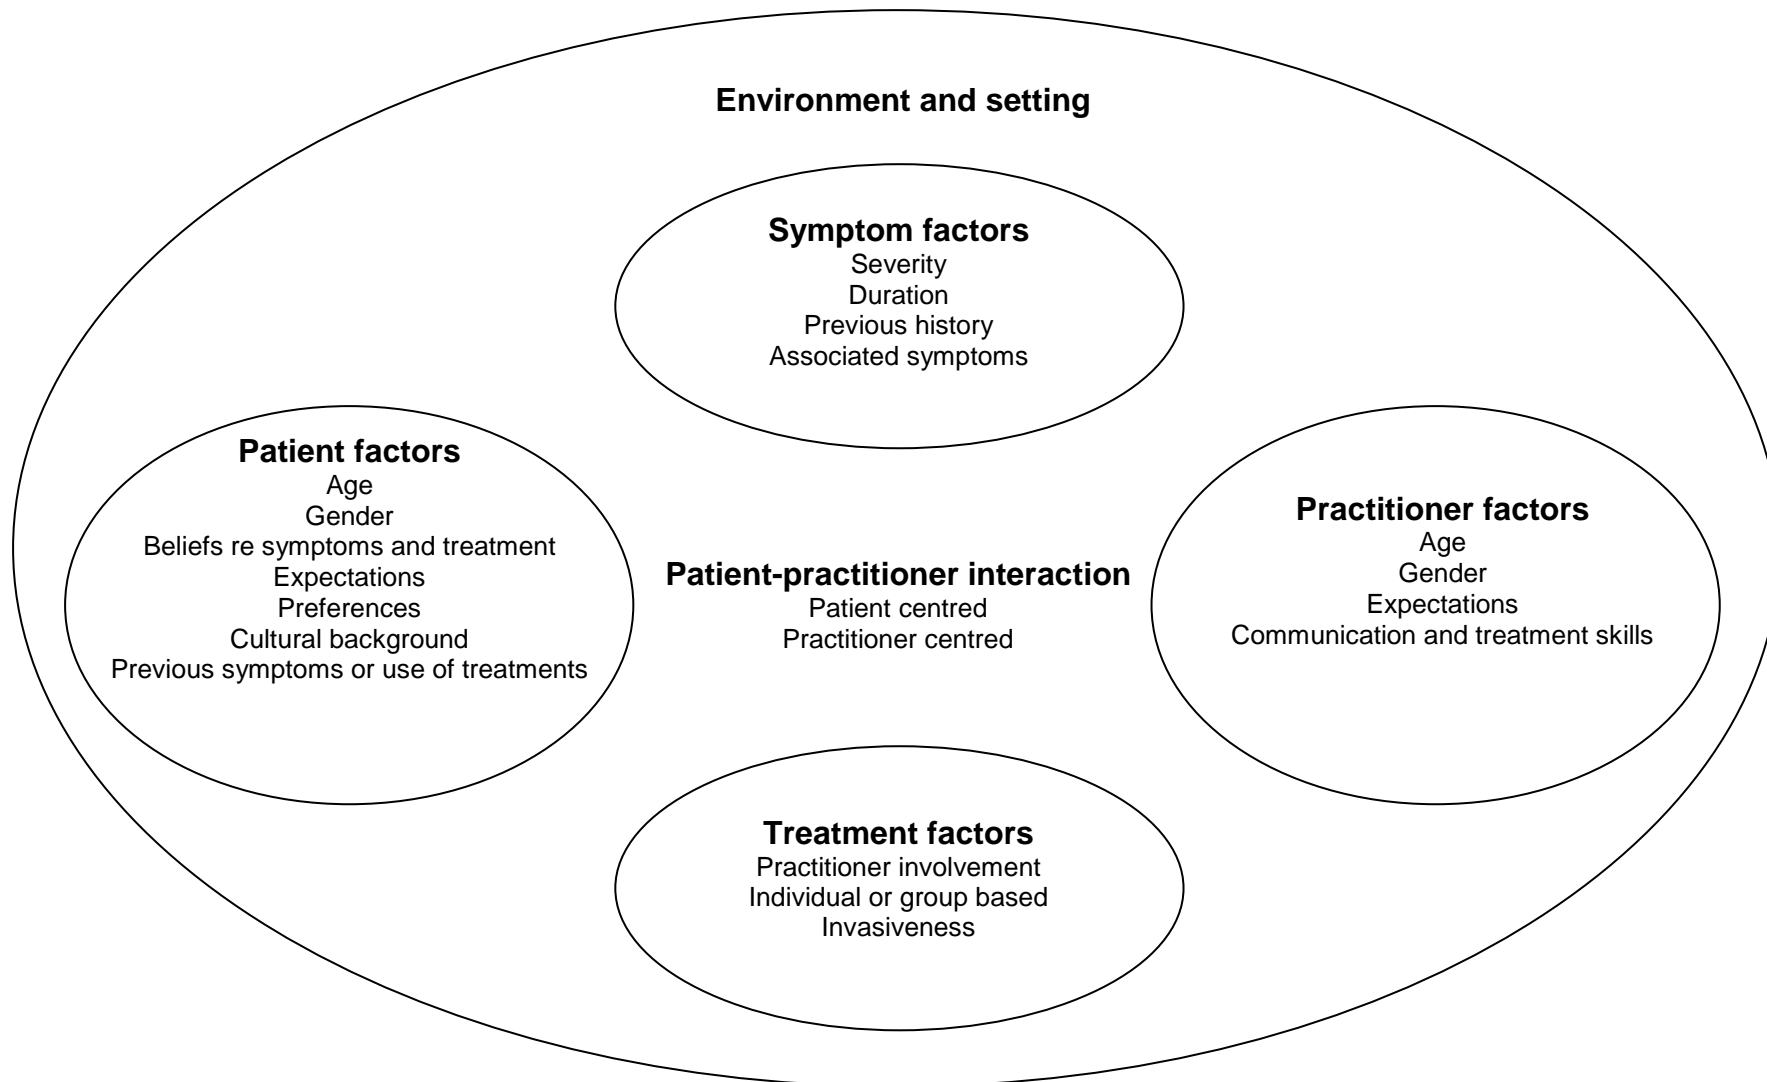 Environment and setting
Symptom factors
Severity
Duration
Previous history
Associated symptoms
Patient factors
Age
Gender
Beliefs re symptoms and treatment
Expectations
Preferences
Cultural background
Previous symptoms or use of treatments
Patient-practitioner interaction
Patient centred
Practitioner centred
Practitioner factors
Age
Gender
Expectations
Communication and treatment skills
Treatment factors
Practitioner involvement
Individual or group based
Invasiveness